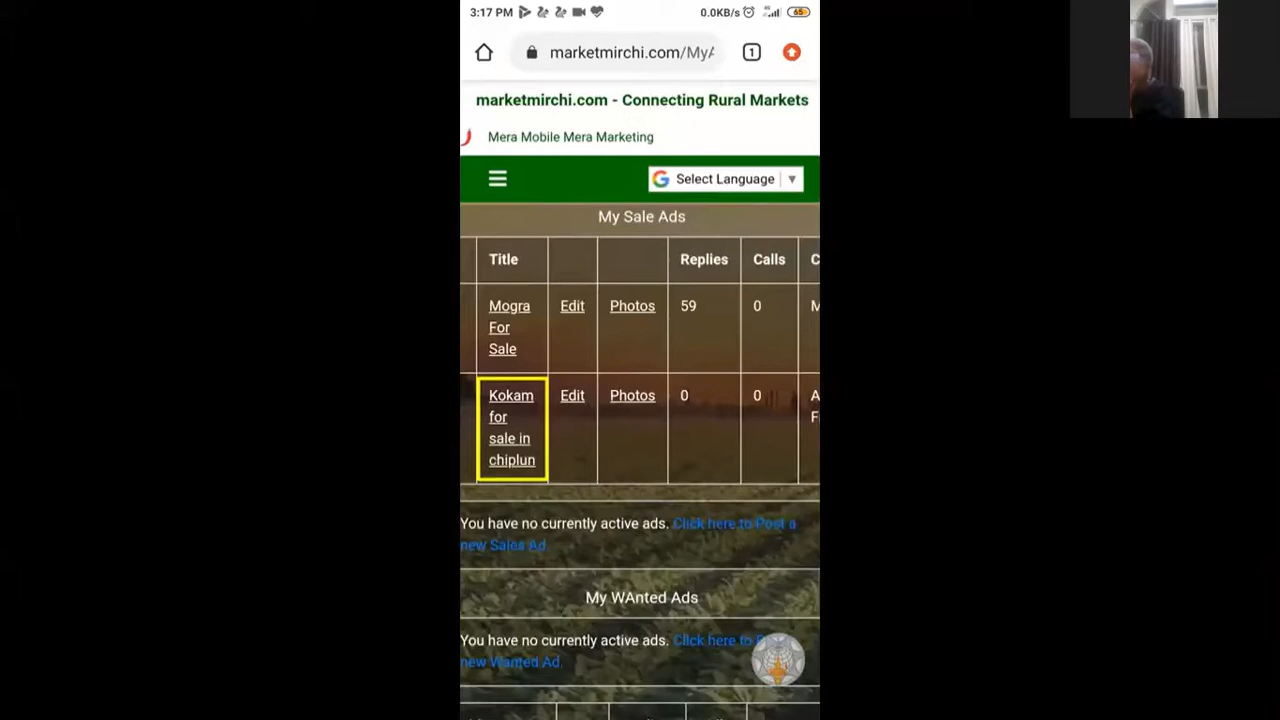 3:17 PM
0.0KB/s
4G
65
marketmirchi.com/MyA
1
marketmirchi.com - Connecting Rural Markets
Mera Mobile Mera Marketing
G Select Language ▼
My Sale Ads
Title Replies Calls C
Mogra For Sale Edit Photos 59 0 M
Kokam for sale in chiplun Edit Photos 0 0 A F
You have no currently active ads. Click here to Post a
new Sales Ad.
My WAnted Ads
You have no currently active ads. Click here to
new Wanted Ad.